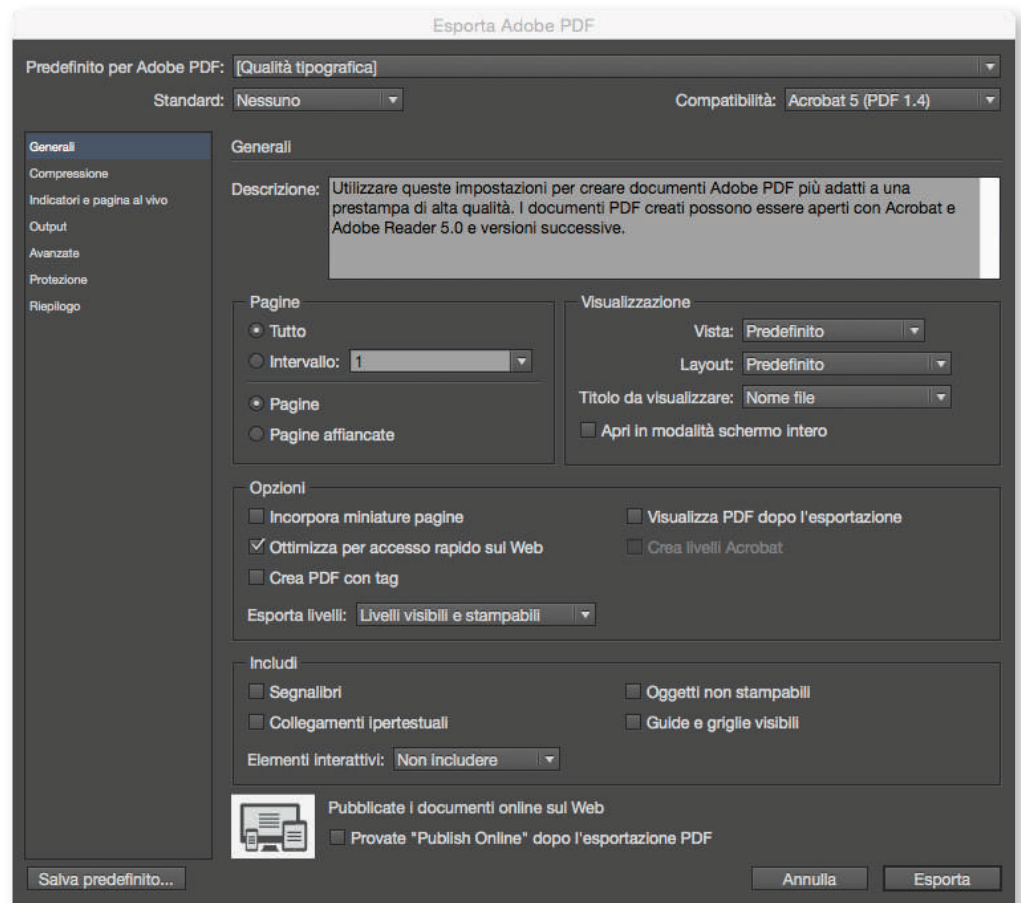 Esporta Adobe PDF
Predefinito per Adobe PDF: [Qualità tipografica]
Standard: Nessuno Compatibilità: Acrobat 5 (PDF 1.4)
Generali
Compressione
Indicatori e pagina al vivo
Output
Avanzate
Protezione
Riepilogo
Generali
Descrizione: Utilizzare queste impostazioni per creare documenti Adobe PDF più adatti a una
prestampa di alta qualità. I documenti PDF creati possono essere aperti con Acrobat e
Adobe Reader 5.0 e versioni successive.
Pagine
Tutto
Intervallo: 1
Pagine
Pagine affiancate
Visualizzazione
Vista: Predefinito
Layout: Predefinito
Titolo da visualizzare: Nome file
Apri in modalità schermo intero
Opzioni
Incorpora miniature pagine Visualizza PDF dopo l'esportazione
Ottimizza per accesso rapido sul Web Crea livelli Acrobat
Crea PDF con tag
Esporta livelli: Livelli visibili e stampabili
Includi
Segnalibri Oggetti non stampabili
Collegamenti ipertestuali Guide e griglie visibili
Elementi interattivi: Non includere
Pubblicate i documenti online sul Web
Provate "Publish Online" dopo l'esportazione PDF
Salva predefinito... Annulla Esporta